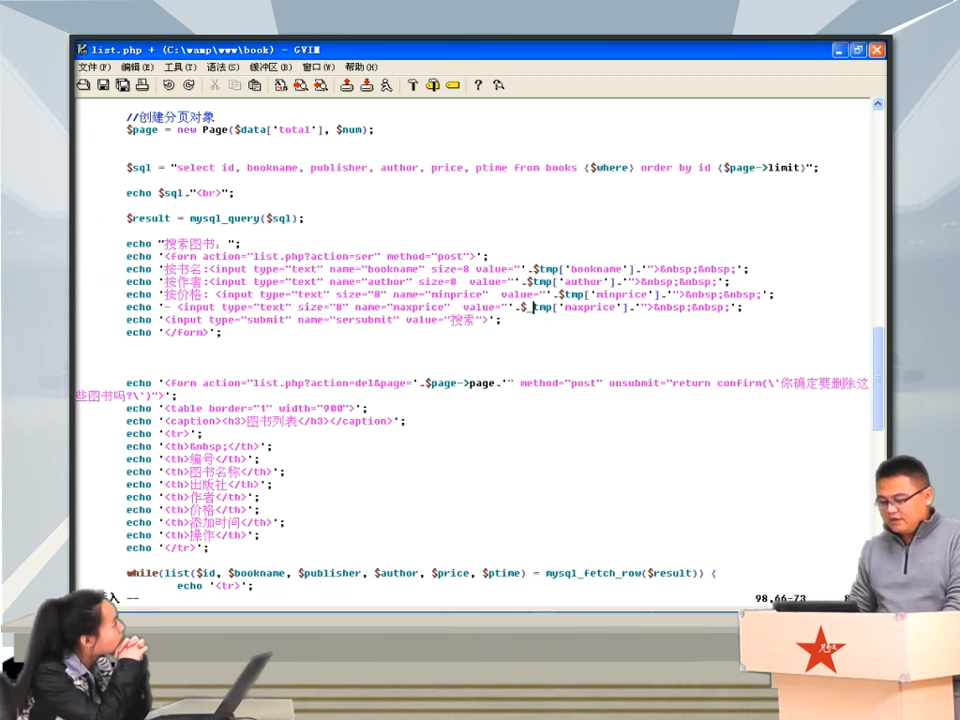 list.php + (C:\wamp\www\book) - GVIM
文件(F) 编辑(E) 工具(T) 语法(S) 缓冲区(B) 窗口(W) 帮助(H)
//创建分页对象
$page = new Page($data['total'], $num);
$sql = "select id, bookname, publisher, author, price, ptime from books {$where} order by id {$page->limit}";
echo $sql."<br>";
$result = mysql_query($sql);
echo "搜索图书：";
echo '<form action="list.php?action=ser" method="post">';
echo '按书名:<input type="text" name="bookname" size=8 value="'.$tmp['bookname'].'">&nbsp;&nbsp;';
echo '按作者:<input type="text" name="author" size=8  value="'.$tmp['author'].'">&nbsp;&nbsp;';
echo '按价格: <input type="text" size="8" name="minprice"  value="'.$tmp['minprice'].'">&nbsp;&nbsp;';
echo '- <input type="text" size="8" name="maxprice"  value="'.$_tmp['maxprice'].'">&nbsp;&nbsp;';
echo '<input type="submit" name="sersubmit" value="搜索">';
echo '</form>';
echo '<form action="list.php?action=del&page='.$page->page.'" method="post" onsubmit="return confirm(\'你确定要删除这
些图书吗?\')">';
echo '<table border="1" width="900">';
echo '<caption><h3>图书列表</h3></caption>';
echo '<tr>';
echo '<th>&nbsp;</th>';
echo '<th>编号</th>';
echo '<th>图书名称</th>';
echo '<th>出版社</th>';
echo '<th>作者</th>';
echo '<th>价格</th>';
echo '<th>添加时间</th>';
echo '<th>操作</th>';
echo '</tr>';
while(list($id, $bookname, $publisher, $author, $price, $ptime) = mysql_fetch_row($result)) {
echo '<tr>';
入 --
98,66-73